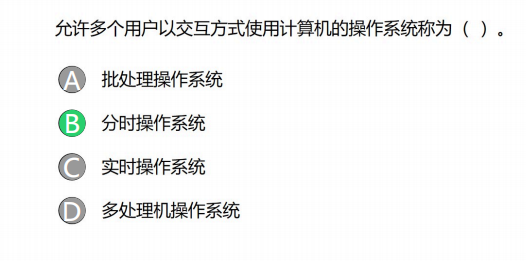 允许多个用户以交互方式使用计算机的操作系统称为（ ）。
A 批处理操作系统
B 分时操作系统
C 实时操作系统
D 多处理机操作系统